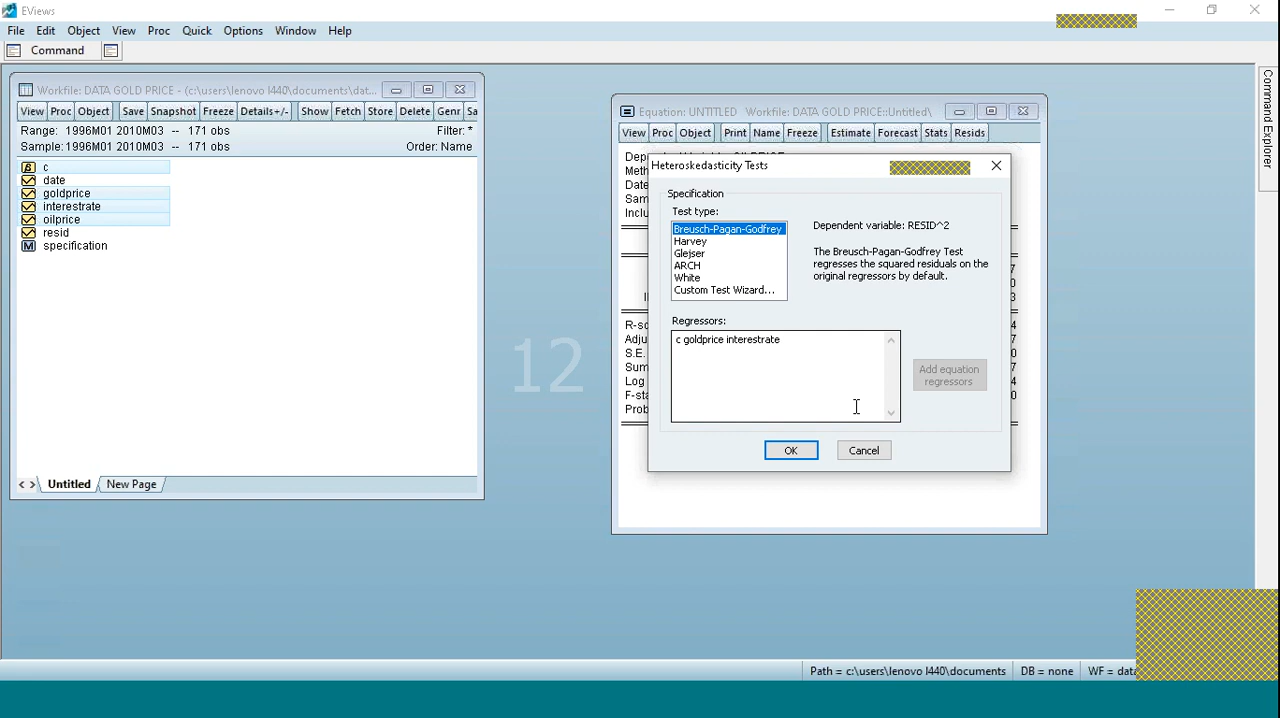 EViews
File Edit Object View Proc Quick Options Window Help
Command
Workfile: DATA GOLD PRICE - (c:\users\lenovo l440\documents\dat...
View Proc Object Save Snapshot Freeze Details+/- Show Fetch Store Delete Genr Sa
Range: 1996M01 2010M03 -- 171 obs Filter: *
Sample: 1996M01 2010M03 -- 171 obs Order: Name
c
date
goldprice
interestrate
oilprice
resid
specification
Untitled New Page
12
Equation: UNTITLED Workfile: DATA GOLD PRICE::Untitled\
View Proc Object Print Name Freeze Estimate Forecast Stats Resids
Heteroskedasticity Tests
Specification
Test type:
Breusch-Pagan-Godfrey
Harvey
Glejser
ARCH
White
Custom Test Wizard...
Dependent variable: RESID^2
The Breusch-Pagan-Godfrey Test
regresses the squared residuals on the
original regressors by default.
Regressors:
c goldprice interestrate
Add equation
regressors
OK Cancel
Path = c:\users\lenovo l440\documents DB = none WF = data
Command Explorer